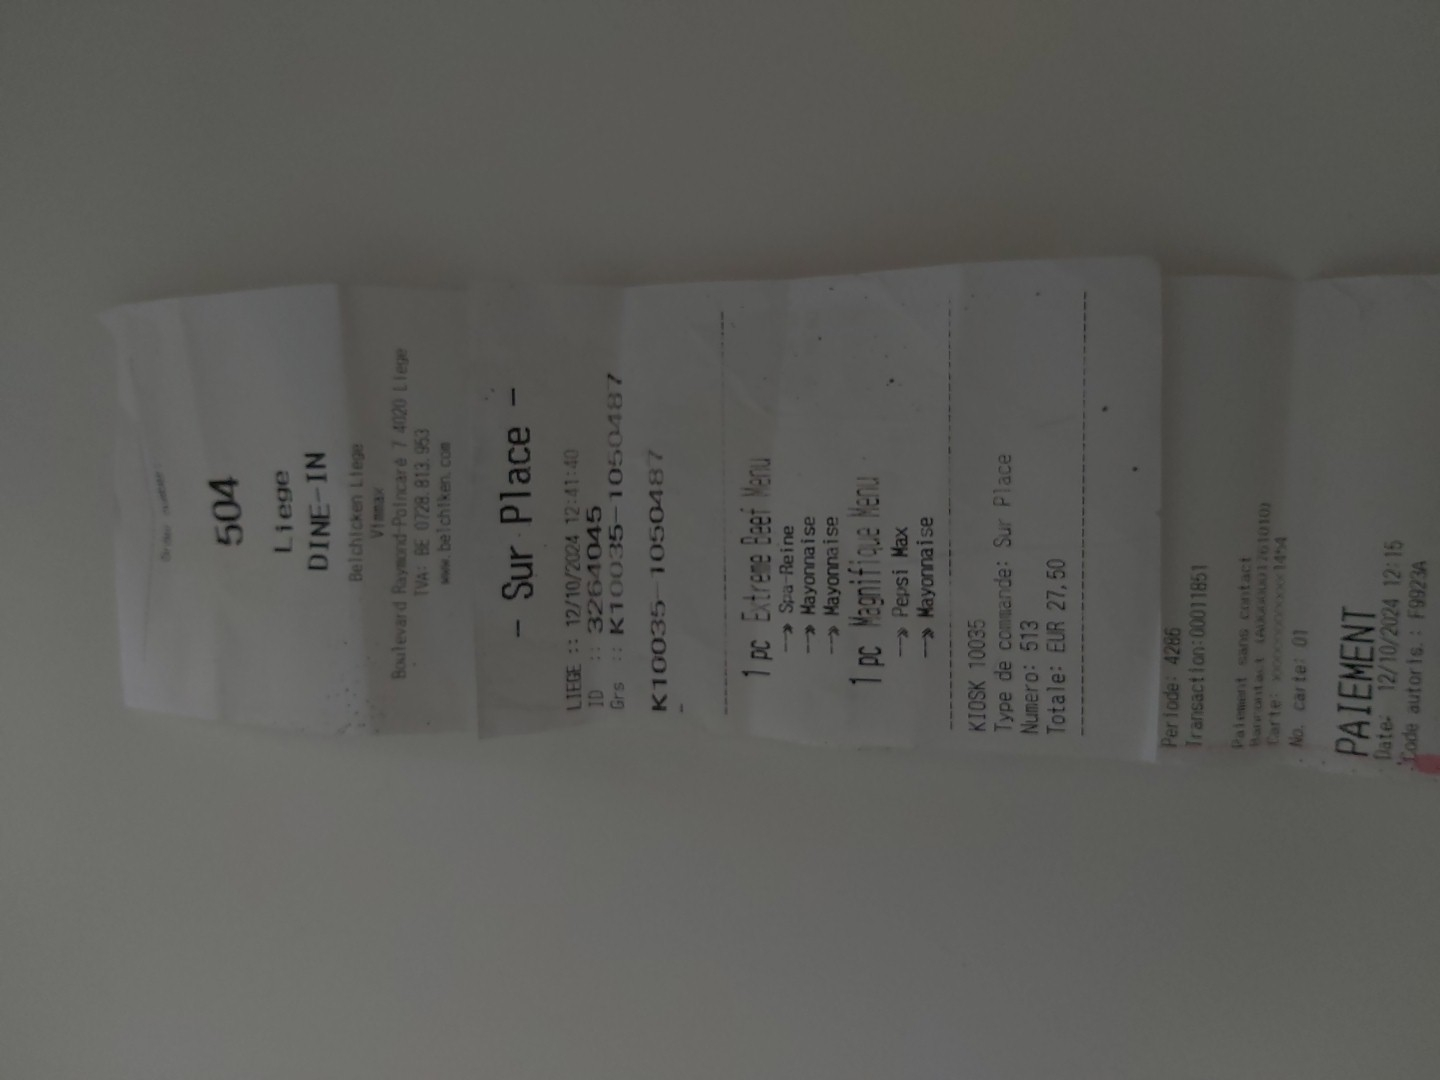 504
Liege
DINE-IN
Belchicken Liege
Vimmax
Boulevard Raymond-Poincaré 7 4020 Liege
TVA: BE 0728.813.953
www.belchiken.com
- Sur Place -
LIEGE :: 12/10/2024 12:41:40
ID :: 3264045
Grs :: K10035-1050487
K10035-1050487
-
1 pc Extreme Beef Menu
--» Spa-Reine
--» Mayonnaise
--» Mayonnaise
1 pc Magnifique Menu
--» Pepsi Max
--» Mayonnaise
KIOSK 10035
Type de commande: Sur Place
Numero: 513
Totale: EUR 27,50
Periode: 4286
Transaction:00011851
Paiement sans contact
Bancontact
Carte: xxxxxxxxxxxxx1454
No. carte: 01
PAIEMENT
Date: 12/10/2024 12:15
Code autoris.: F9923A